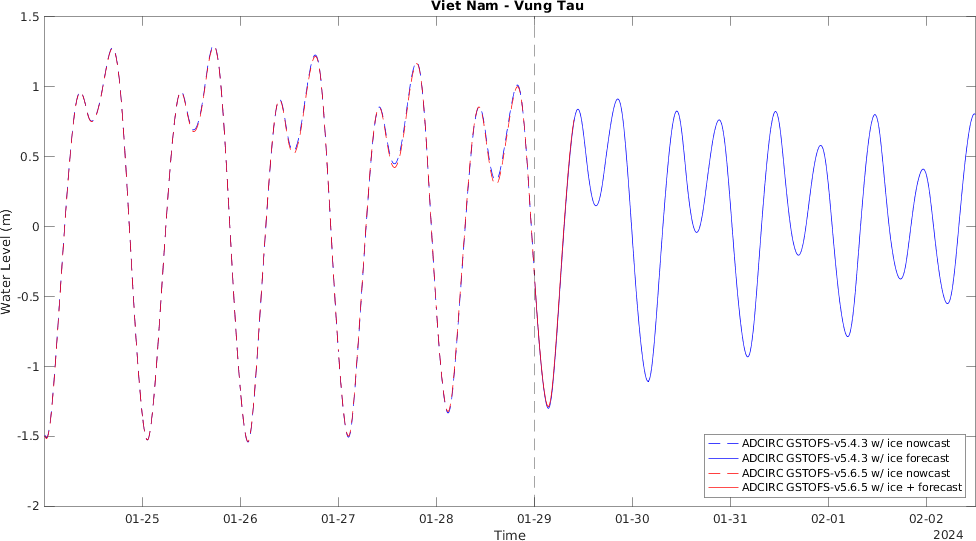 Viet Nam - Vung Tau
Water Level (m)
1.5
1
0.5
0
-0.5
-1
-1.5
-2
01-25
01-26
01-27
01-28
01-29
01-30
01-31
02-01
02-02
Time
2024
ADCIRC GSTOFS-v5.4.3 w/ ice nowcast
ADCIRC GSTOFS-v5.4.3 w/ ice forecast
ADCIRC GSTOFS-v5.6.5 w/ ice nowcast
ADCIRC GSTOFS-v5.6.5 w/ ice + forecast